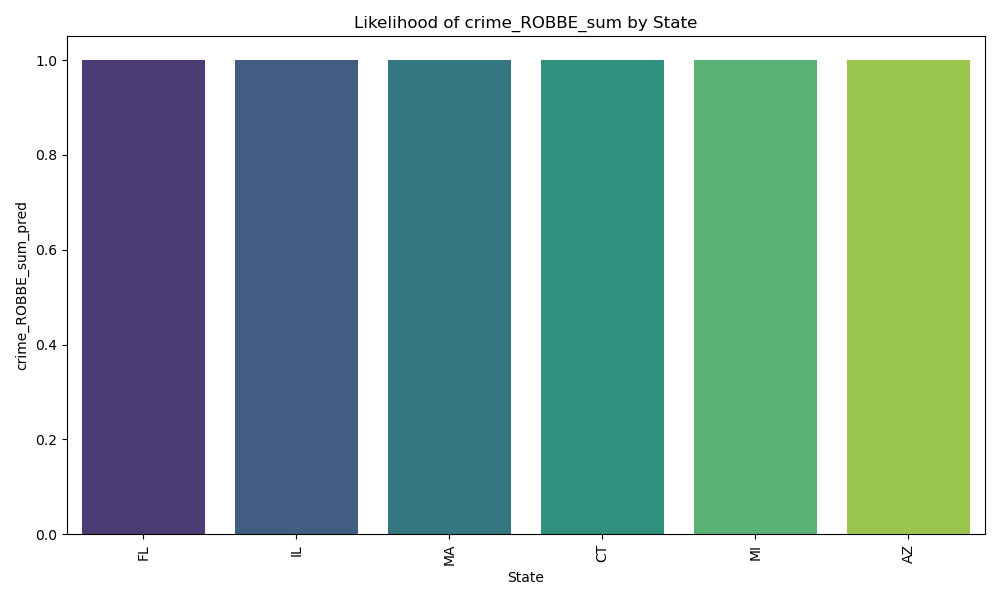 Likelihood of crime_ROBBE_sum by State
crime_ROBBE_sum_pred
1.0
0.8
0.6
0.4
0.2
0.0
FL
IL
MA
CT
MI
AZ
State